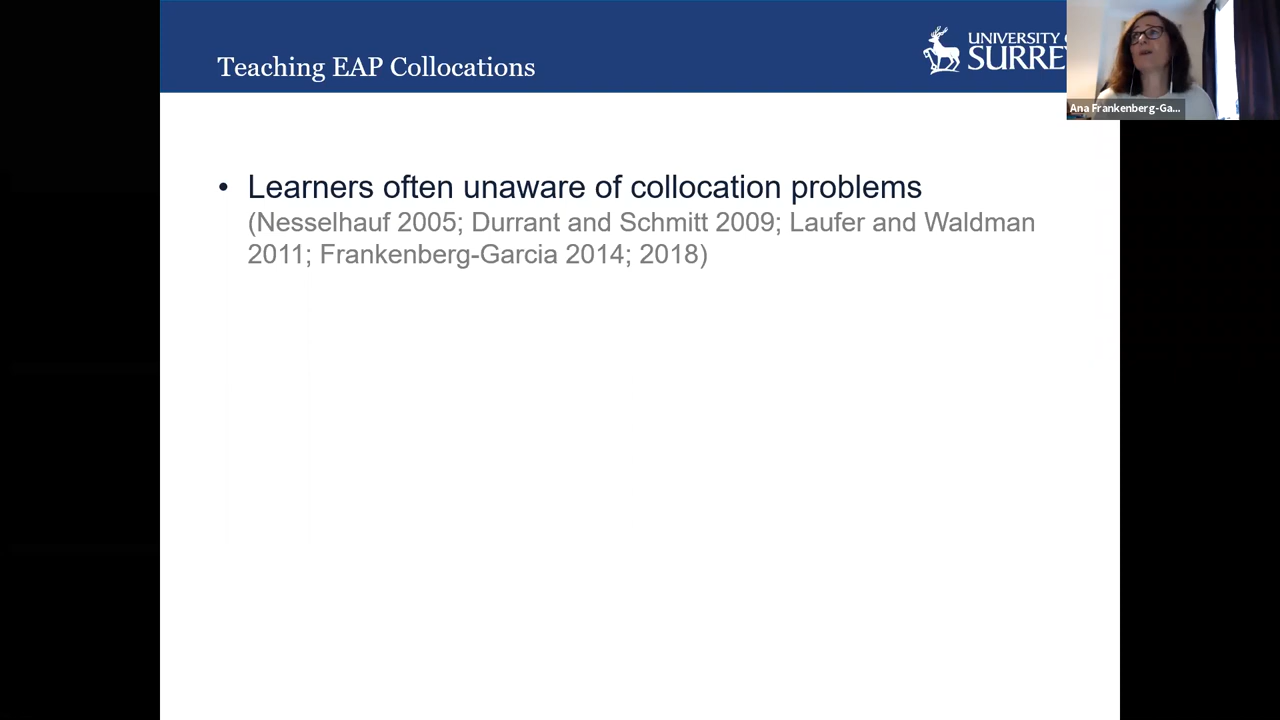 Teaching EAP Collocations
UNIVERSITY O
SURREY
Ana Frankenberg-Ga...
• Learners often unaware of collocation problems
(Nesselhauf 2005; Durrant and Schmitt 2009; Laufer and Waldman
2011; Frankenberg-Garcia 2014; 2018)